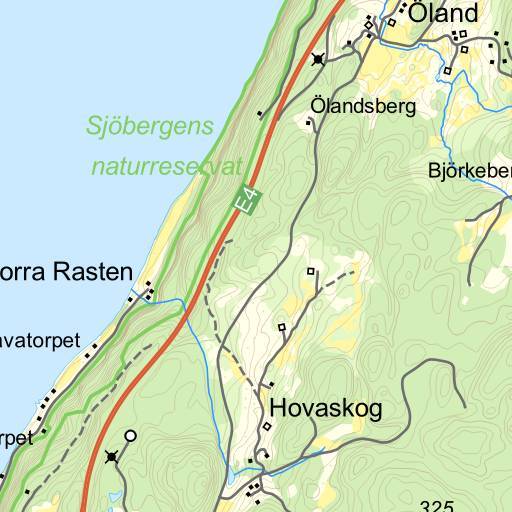 Öland
Ölandsberg
Sjöbergens
naturreservat
Björkeber
E4
orra Rasten
avatorpet
Hovaskog
rpet
325